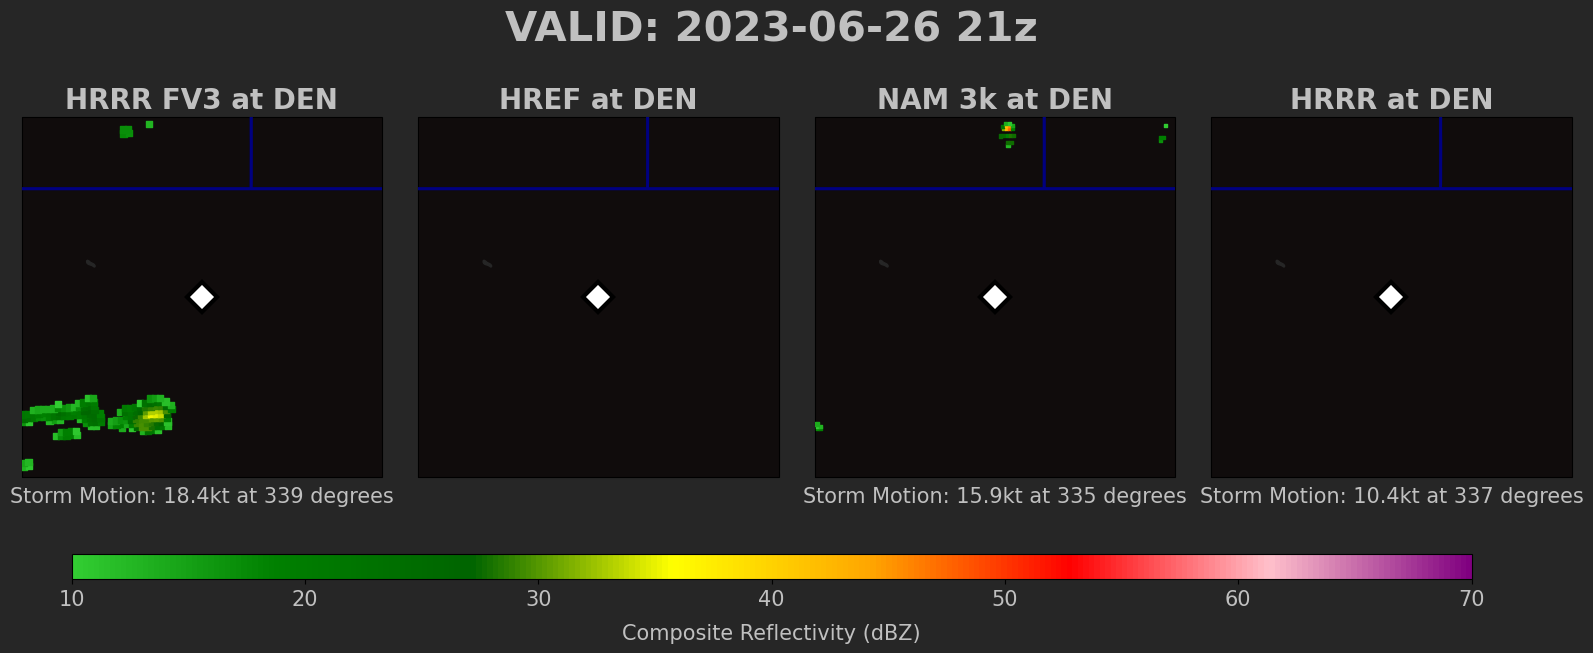 VALID: 2023-06-26 21z
HRRR FV3 at DEN
HREF at DEN
NAM 3k at DEN
HRRR at DEN
Storm Motion: 18.4kt at 339 degrees
Storm Motion: 15.9kt at 335 degrees
Storm Motion: 10.4kt at 337 degrees
10 20 30 40 50 60 70
Composite Reflectivity (dBZ)